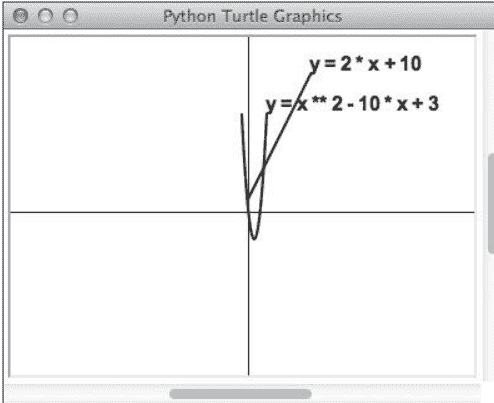 Python Turtle Graphics
y = 2 * x + 10
y = x ** 2 - 10 * x + 3